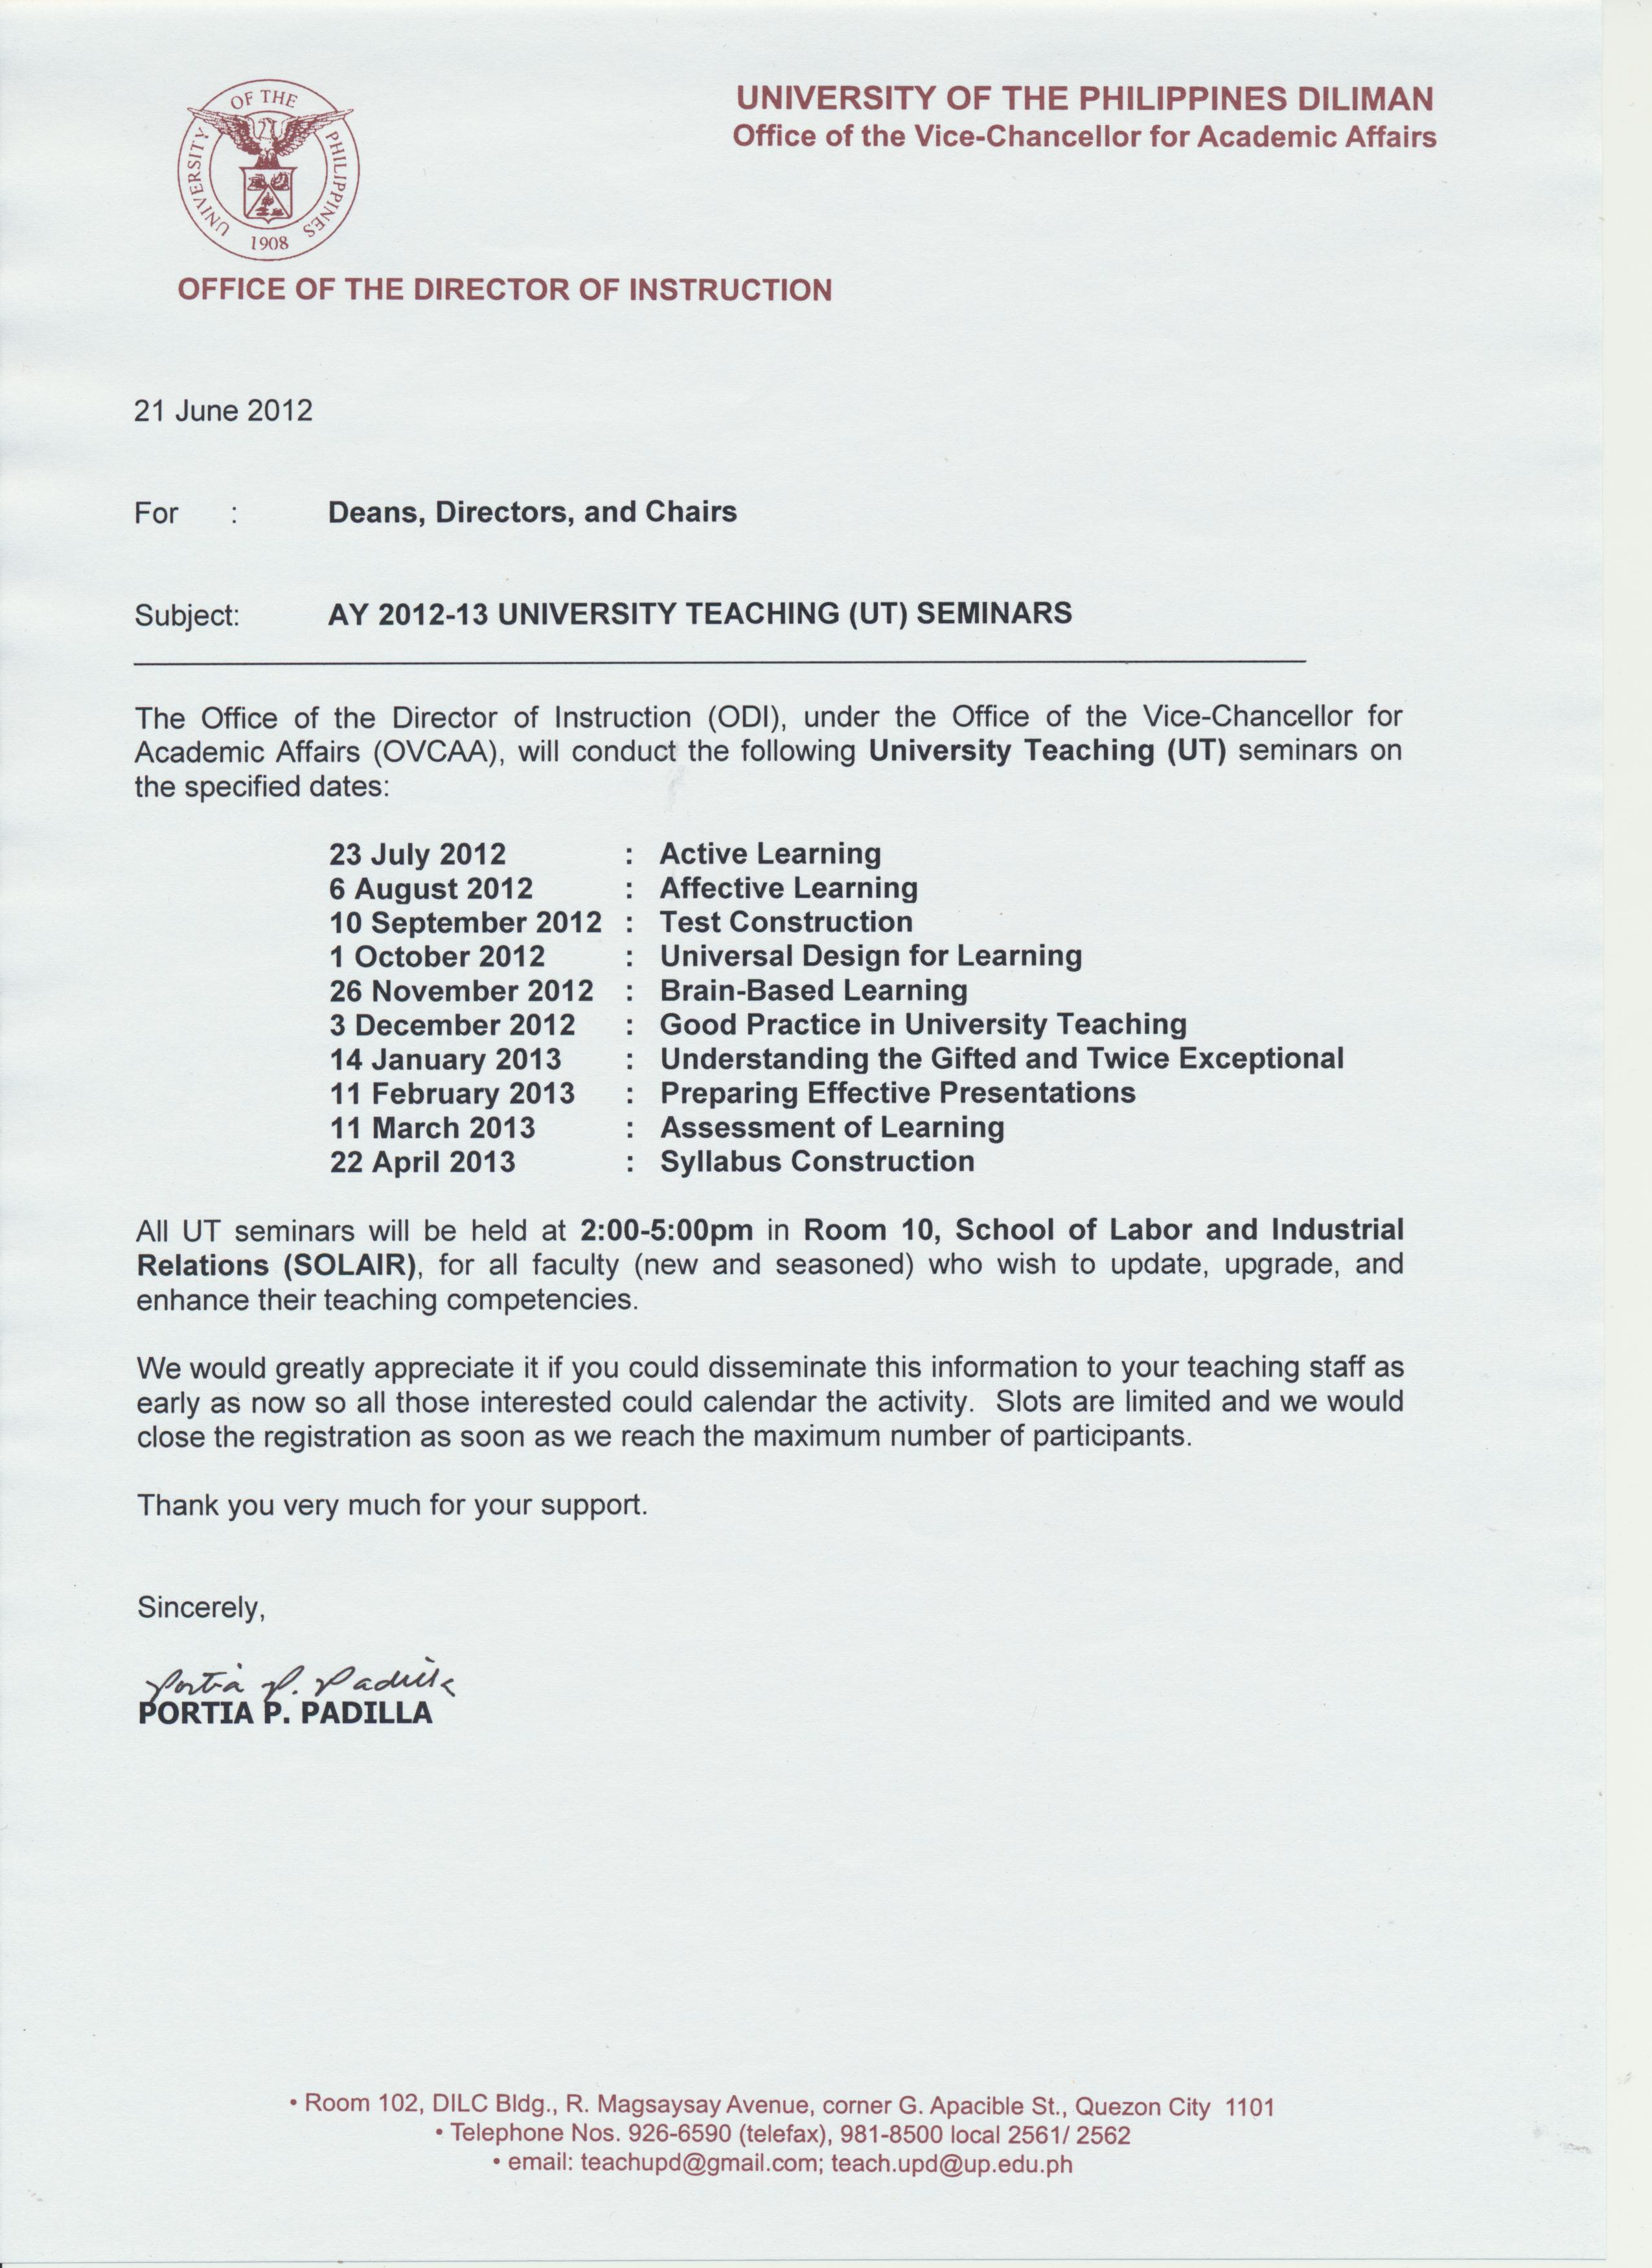 UNIVERSITY OF THE PHILIPPINES
1908
UNIVERSITY OF THE PHILIPPINES DILIMAN
Office of the Vice-Chancellor for Academic Affairs
OFFICE OF THE DIRECTOR OF INSTRUCTION
21 June 2012
For : Deans, Directors, and Chairs
Subject: AY 2012-13 UNIVERSITY TEACHING (UT) SEMINARS
The Office of the Director of Instruction (ODI), under the Office of the Vice-Chancellor for
Academic Affairs (OVCAA), will conduct the following University Teaching (UT) seminars on
the specified dates:
23 July 2012 : Active Learning
6 August 2012 : Affective Learning
10 September 2012 : Test Construction
1 October 2012 : Universal Design for Learning
26 November 2012 : Brain-Based Learning
3 December 2012 : Good Practice in University Teaching
14 January 2013 : Understanding the Gifted and Twice Exceptional
11 February 2013 : Preparing Effective Presentations
11 March 2013 : Assessment of Learning
22 April 2013 : Syllabus Construction
All UT seminars will be held at 2:00-5:00pm in Room 10, School of Labor and Industrial
Relations (SOLAIR), for all faculty (new and seasoned) who wish to update, upgrade, and
enhance their teaching competencies.
We would greatly appreciate it if you could disseminate this information to your teaching staff as
early as now so all those interested could calendar the activity. Slots are limited and we would
close the registration as soon as we reach the maximum number of participants.
Thank you very much for your support.
Sincerely,
Portia P. Padilla
PORTIA P. PADILLA
• Room 102, DILC Bldg., R. Magsaysay Avenue, corner G. Apacible St., Quezon City 1101
• Telephone Nos. 926-6590 (telefax), 981-8500 local 2561/ 2562
• email: teachupd@gmail.com; teach.upd@up.edu.ph